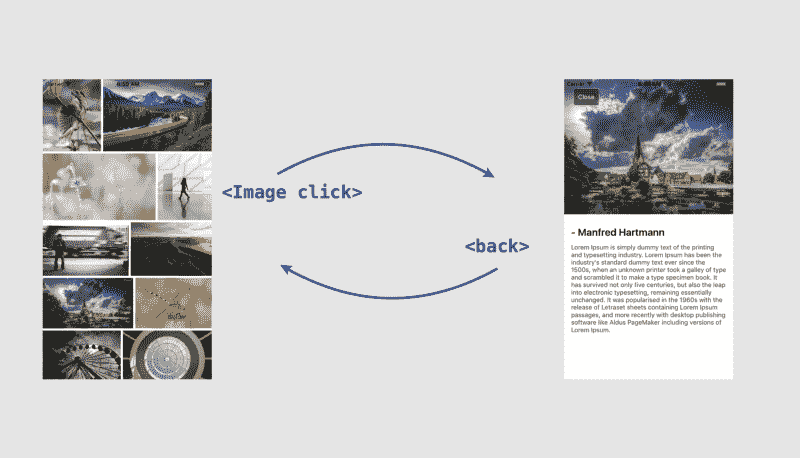 <Image click>
<back>
Close
- Manfred Hartmann
Lorem Ipsum is simply dummy text of the printing
and typesetting industry. Lorem Ipsum has been the
industry's standard dummy text ever since the
1500s, when an unknown printer took a galley of type
and scrambled it to make a type specimen book. It
has survived not only five centuries, but also the leap
into electronic typesetting, remaining essentially
unchanged. It was popularised in the 1960s with the
release of Letraset sheets containing Lorem Ipsum
passages, and more recently with desktop publishing
software like Aldus PageMaker including versions of
Lorem Ipsum.